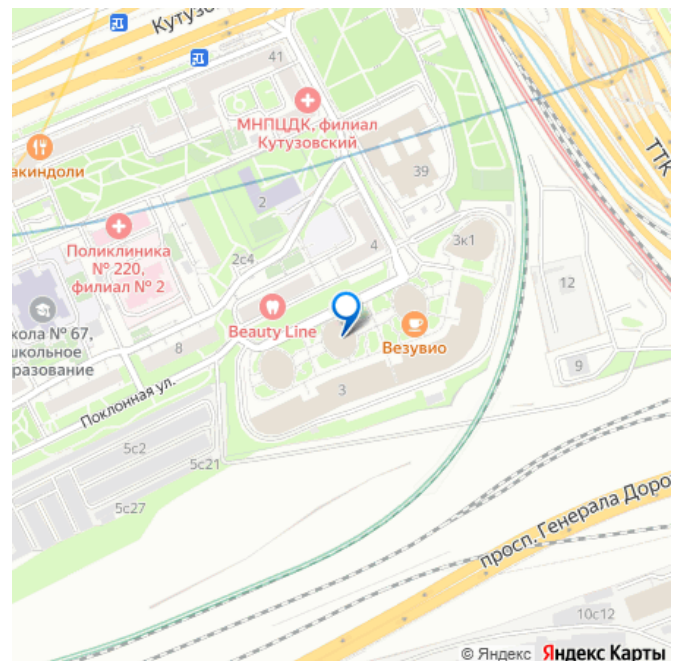 Кутузо
41
МНПЦДК, филиал
Кутузовский
ТТК
акиндоли
39
2
Поликлиника
№ 220,
филиал № 2
2с4
4
3к1
12
кола № 67,
школьное
разование
Beauty Line
Везувио
8
9
3
Поклонная ул.
5с2
5с21
5с27
просп. Генерала Доро
10с12
© Яндекс Яндекс Карты